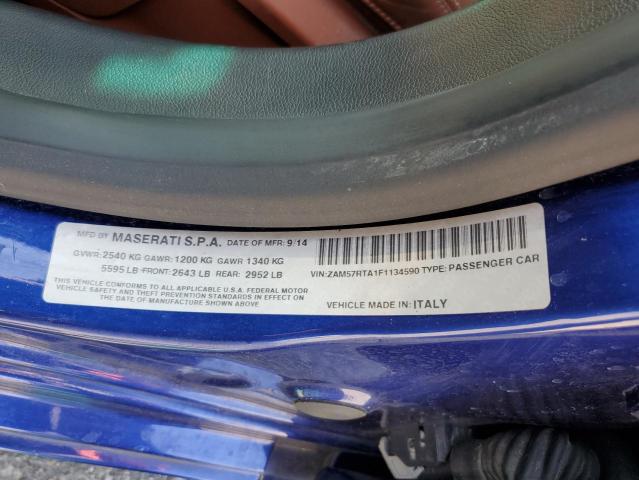 MFD BY MASERATI S.P.A. DATE OF MFR: 9/14
GVWR: 2540 KG GAWR: 1200 KG GAWR: 1340 KG
5595 LB -FRONT: 2643 LB REAR: 2952 LB
THIS VEHICLE CONFORMS TO ALL APPLICABLE U.S.A. FEDERAL MOTOR
VEHICLE SAFETY AND THEFT PREVENTION STANDARDS IN EFFECT ON
THE DATE OF MANUFACTURE SHOWN ABOVE.
VIN:ZAM57RTA1F1134590 TYPE: PASSENGER CAR
VEHICLE MADE IN: ITALY